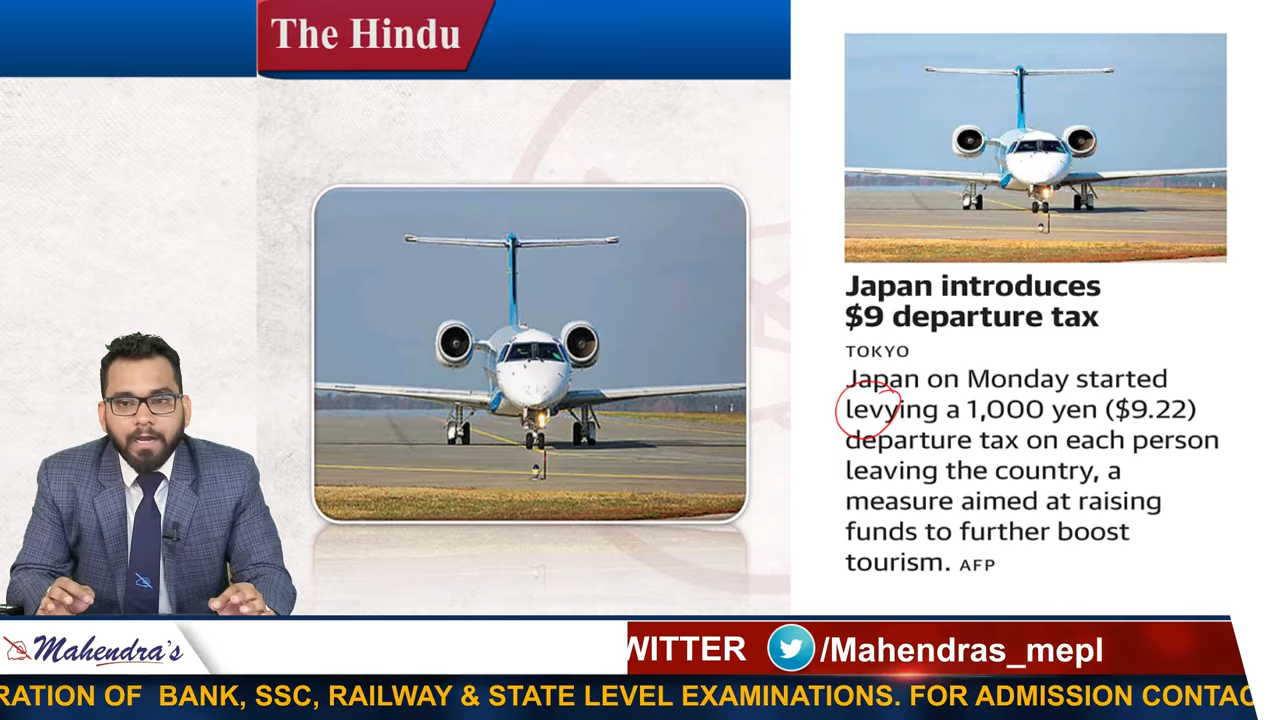 The Hindu
Japan introduces
$9 departure tax
TOKYO
Japan on Monday started
levying a 1,000 yen ($9.22)
departure tax on each person
leaving the country, a
measure aimed at raising
funds to further boost
tourism. AFP
Mahendra's
WITTER /Mahendras_mepl
RATION OF BANK, SSC, RAILWAY & STATE LEVEL EXAMINATIONS. FOR ADMISSION CONTAC